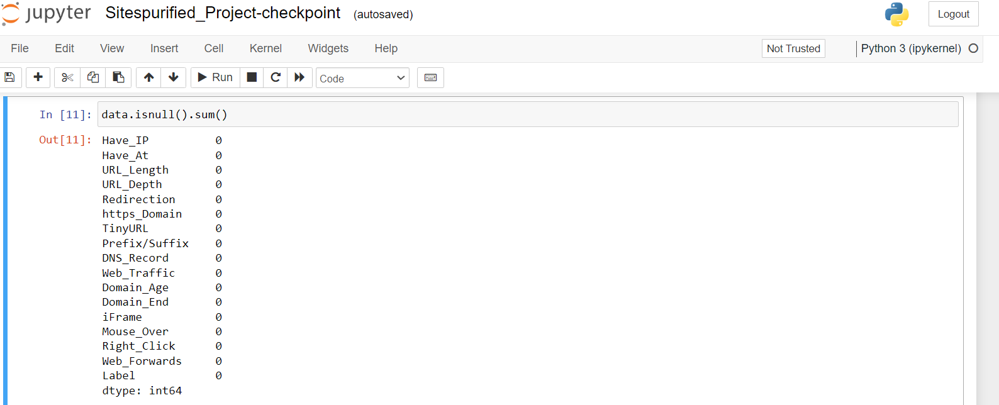 jupyter Sitespurified_Project-checkpoint (autosaved) Logout
File Edit View Insert Cell Kernel Widgets Help Not Trusted Python 3 (ipykernel)
Run Code
In [11]: data.isnull().sum()
Out[11]: Have_IP 0
Have_At 0
URL_Length 0
URL_Depth 0
Redirection 0
https_Domain 0
TinyURL 0
Prefix/Suffix 0
DNS_Record 0
Web_Traffic 0
Domain_Age 0
Domain_End 0
iFrame 0
Mouse_Over 0
Right_Click 0
Web_Forwards 0
Label 0
dtype: int64